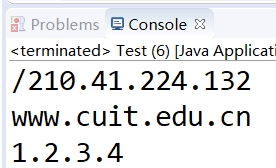 Problems Console
<terminated> Test (6) [Java Applicati
/210.41.224.132
www.cuit.edu.cn
1.2.3.4